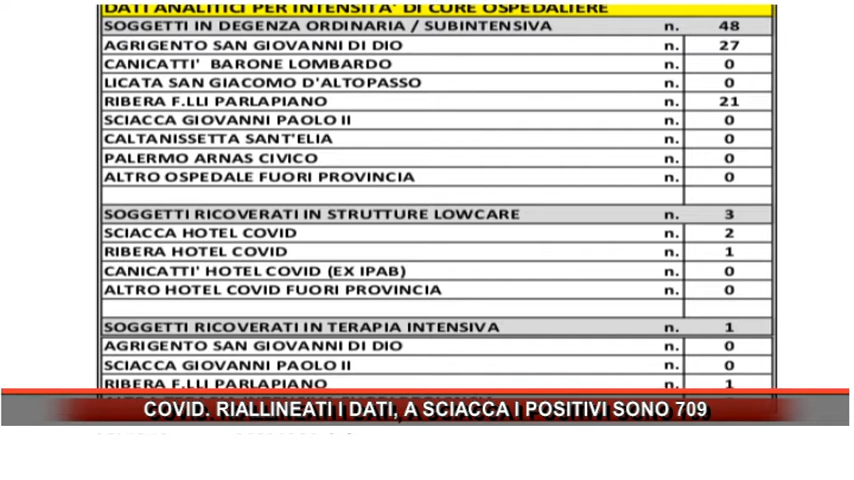 DATI ANALITICI PER INTENSITA' DI CURE OSPEDALIERE
SOGGETTI IN DEGENZA ORDINARIA / SUBINTENSIVA n. 48
AGRIGENTO SAN GIOVANNI DI DIO n. 27
CANICATTI' BARONE LOMBARDO n. 0
LICATA SAN GIACOMO D'ALTOPASSO n. 0
RIBERA F.LLI PARLAPIANO n. 21
SCIACCA GIOVANNI PAOLO II n. 0
CALTANISSETTA SANT'ELIA n. 0
PALERMO ARNAS CIVICO n. 0
ALTRO OSPEDALE FUORI PROVINCIA n. 0
SOGGETTI RICOVERATI IN STRUTTURE LOWCARE n. 3
SCIACCA HOTEL COVID n. 2
RIBERA HOTEL COVID n. 1
CANICATTI' HOTEL COVID (EX IPAB) n. 0
ALTRO HOTEL COVID FUORI PROVINCIA n. 0
SOGGETTI RICOVERATI IN TERAPIA INTENSIVA n. 1
AGRIGENTO SAN GIOVANNI DI DIO n. 0
SCIACCA GIOVANNI PAOLO II n. 0
RIBERA F.LLI PARLAPIANO n. 1
COVID. RIALLINEATI I DATI, A SCIACCA I POSITIVI SONO 709